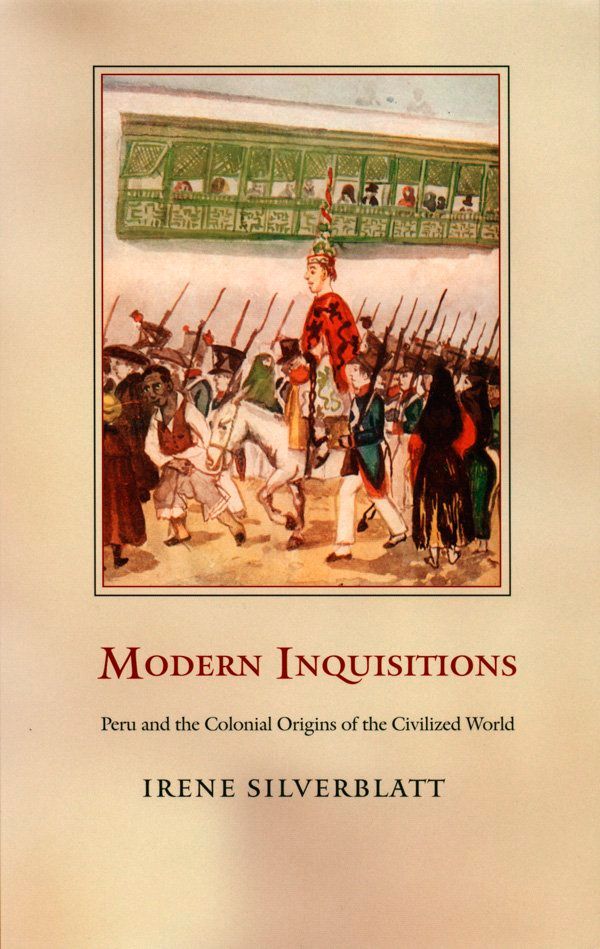 Modern Inquisitions
Peru and the Colonial Origins of the Civilized World
IRENE SILVERBLATT